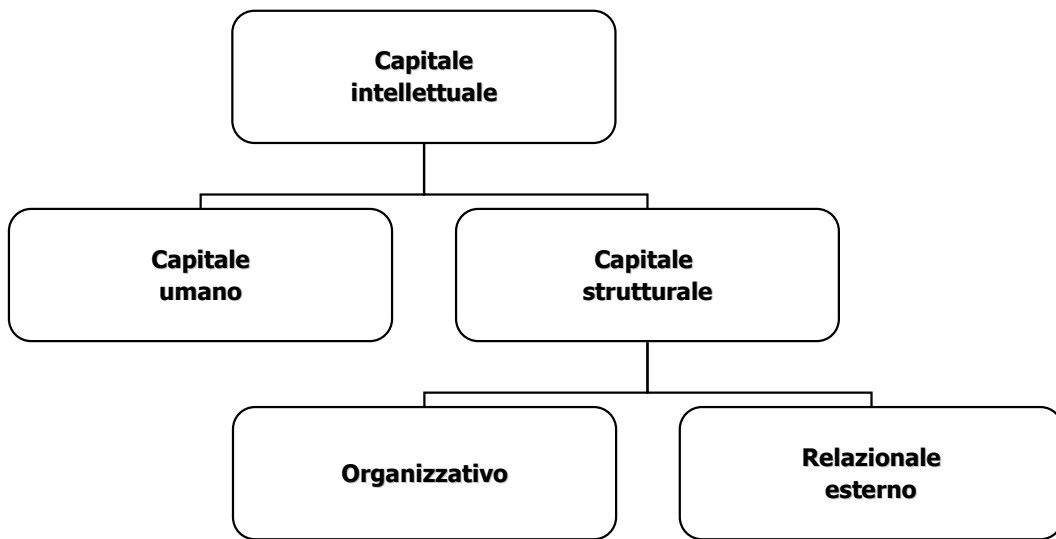 Capitale
intellettuale
Capitale
umano
Capitale
strutturale
Organizzativo
Relazionale
esterno